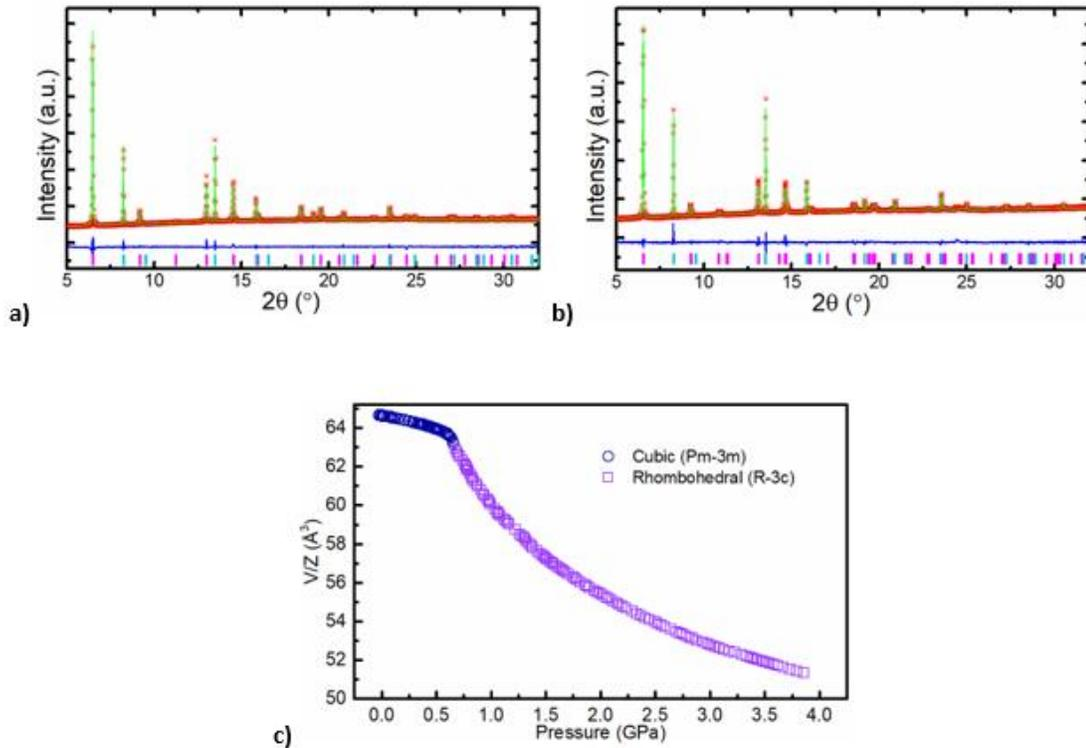 Intensity (a.u.)
5 10 15 20 25 30
2θ (°)
a)
Intensity (a.u.)
5 10 15 20 25 30
2θ (°)
b)
V/Z (Å³)
64
62
60
58
56
54
52
50
Cubic (Pm-3m)
Rhombohedral (R-3c)
0.0 0.5 1.0 1.5 2.0 2.5 3.0 3.5 4.0
Pressure (GPa)
c)